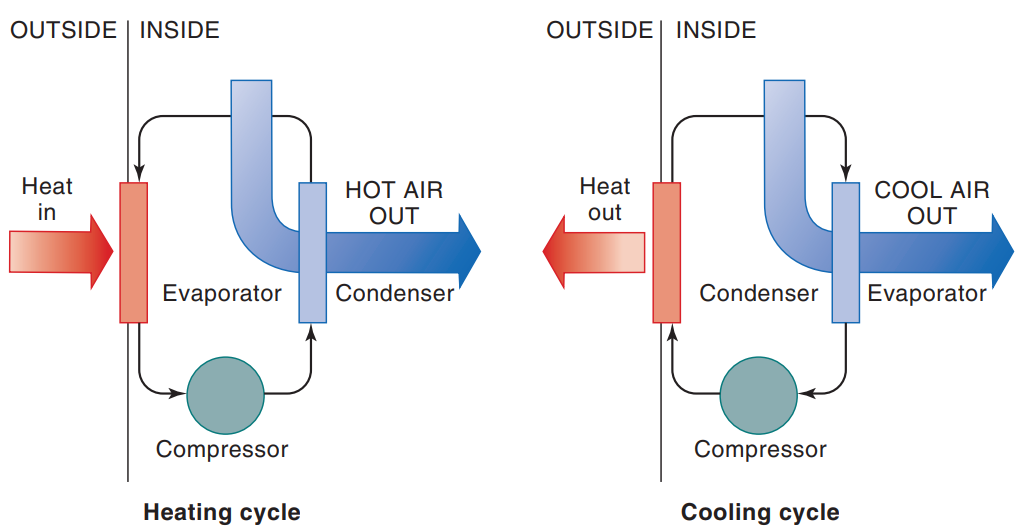 OUTSIDE INSIDE
Heat
in
HOT AIR
OUT
Evaporator
Condenser
Compressor
Heating cycle
OUTSIDE INSIDE
Heat
out
COOL AIR
OUT
Condenser
Evaporator
Compressor
Cooling cycle